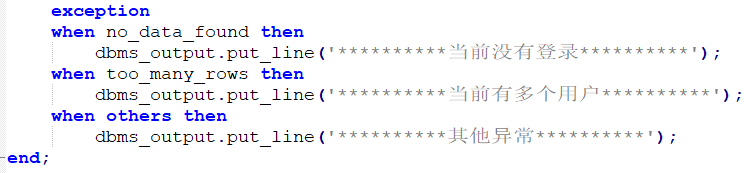 exception
when no_data_found then
dbms_output.put_line('**********当前没有登录**********');
when too_many_rows then
dbms_output.put_line('**********当前有多个用户**********');
when others then
dbms_output.put_line('**********其他异常**********');
end;